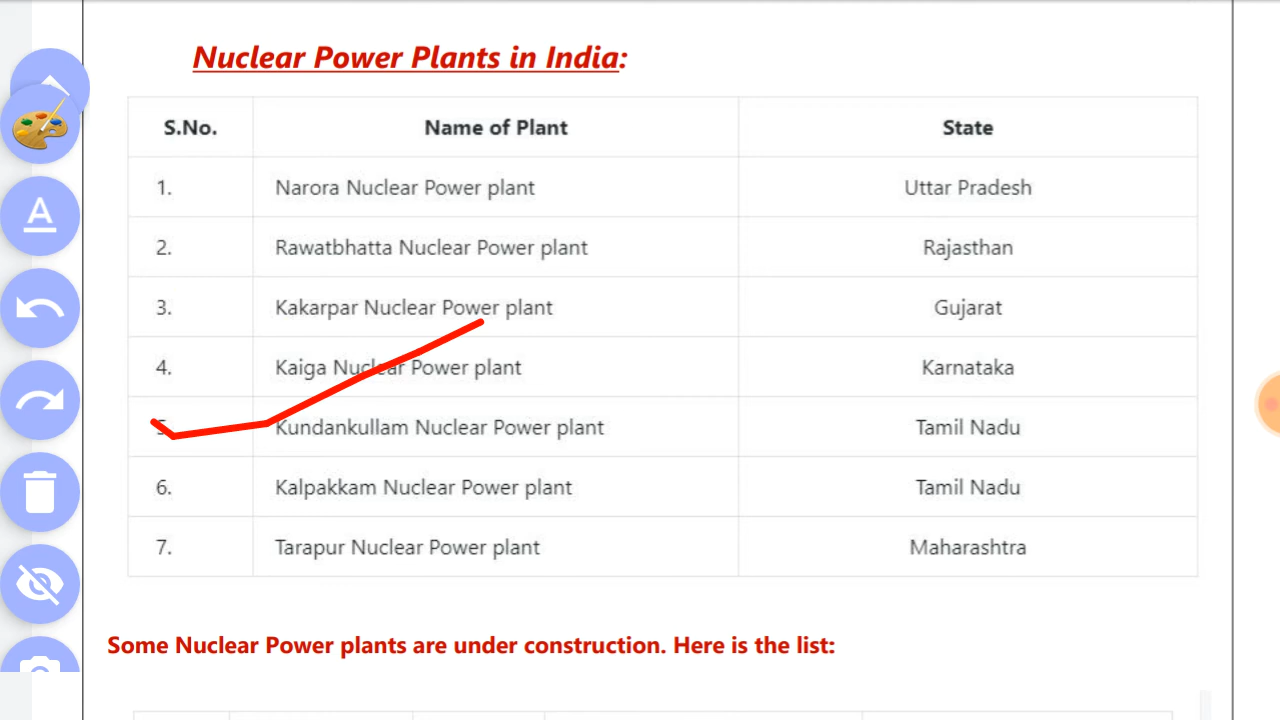 Nuclear Power Plants in India:
S.No. Name of Plant State
1. Narora Nuclear Power plant Uttar Pradesh
2. Rawatbhatta Nuclear Power plant Rajasthan
3. Kakarpar Nuclear Power plant Gujarat
4. Kaiga Nuclear Power plant Karnataka
5. Kundankullam Nuclear Power plant Tamil Nadu
6. Kalpakkam Nuclear Power plant Tamil Nadu
7. Tarapur Nuclear Power plant Maharashtra
Some Nuclear Power plants are under construction. Here is the list:
A